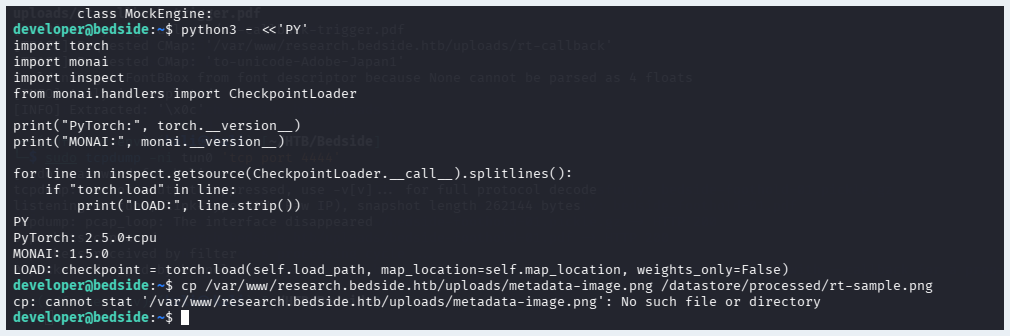 class MockEngine:
developer@bedside:~$ python3 - <<'PY'
import torch
import monai
import inspect
from monai.handlers import CheckpointLoader
print("PyTorch:", torch.__version__)
print("MONAI:", monai.__version__)
for line in inspect.getsource(CheckpointLoader.__call__).splitlines():
    if "torch.load" in line:
        print("LOAD:", line.strip())
PY
PyTorch: 2.5.0+cpu
MONAI: 1.5.0
LOAD: checkpoint = torch.load(self.load_path, map_location=self.map_location, weights_only=False)
developer@bedside:~$ cp /var/www/research.bedside.htb/uploads/metadata-image.png /datastore/processed/rt-sample.png
cp: cannot stat '/var/www/research.bedside.htb/uploads/metadata-image.png': No such file or directory
developer@bedside:~$